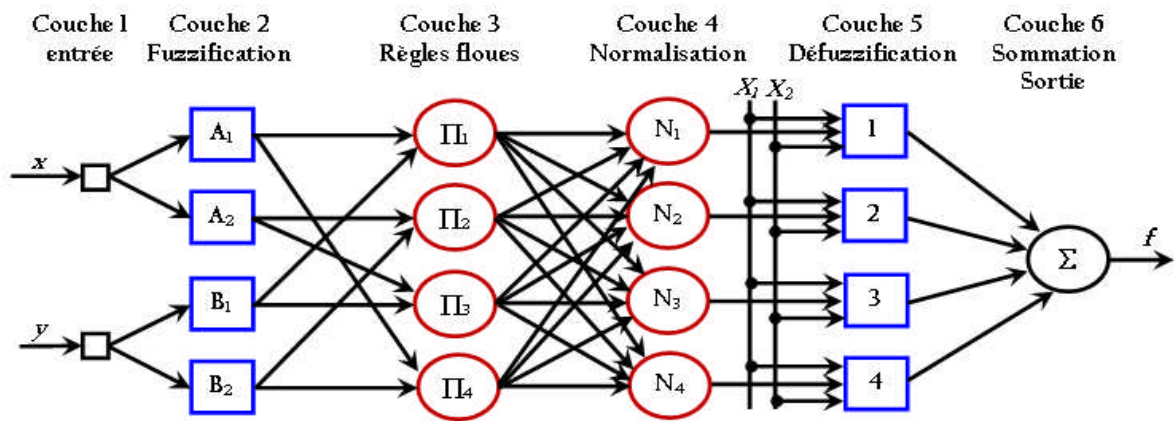 Couche 1
entrée
Couche 2
Fuzzification
Couche 3
Règles floues
Couche 4
Normalisation
Couche 5
Défuzzification
Couche 6
Sommation
Sortie
X₁ X₂
x
y
A₁
A₂
B₁
B₂
Π₁
Π₂
Π₃
Π₄
N₁
N₂
N₃
N₄
1
2
3
4
Σ
f